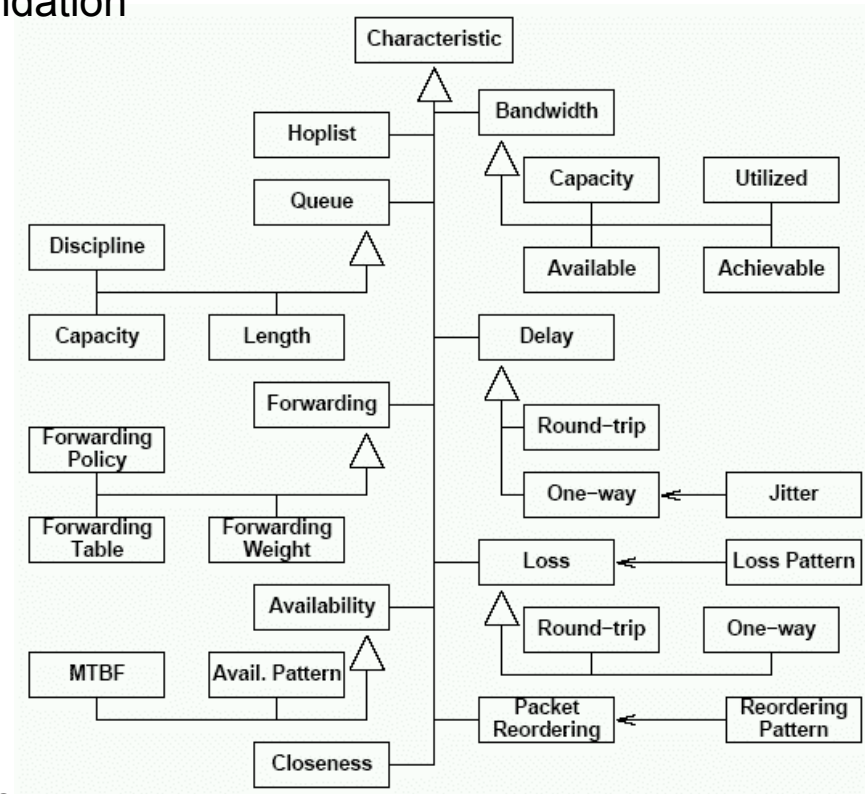 idation
Characteristic
Bandwidth
Hoplist
Capacity
Utilized
Queue
Discipline
Available
Achievable
Capacity
Length
Delay
Forwarding
Round-trip
Forwarding
Policy
One-way
Jitter
Forwarding
Table
Forwarding
Weight
Loss
Loss Pattern
Availability
Round-trip
One-way
MTBF
Avail. Pattern
Packet
Reordering
Reordering
Pattern
Closeness